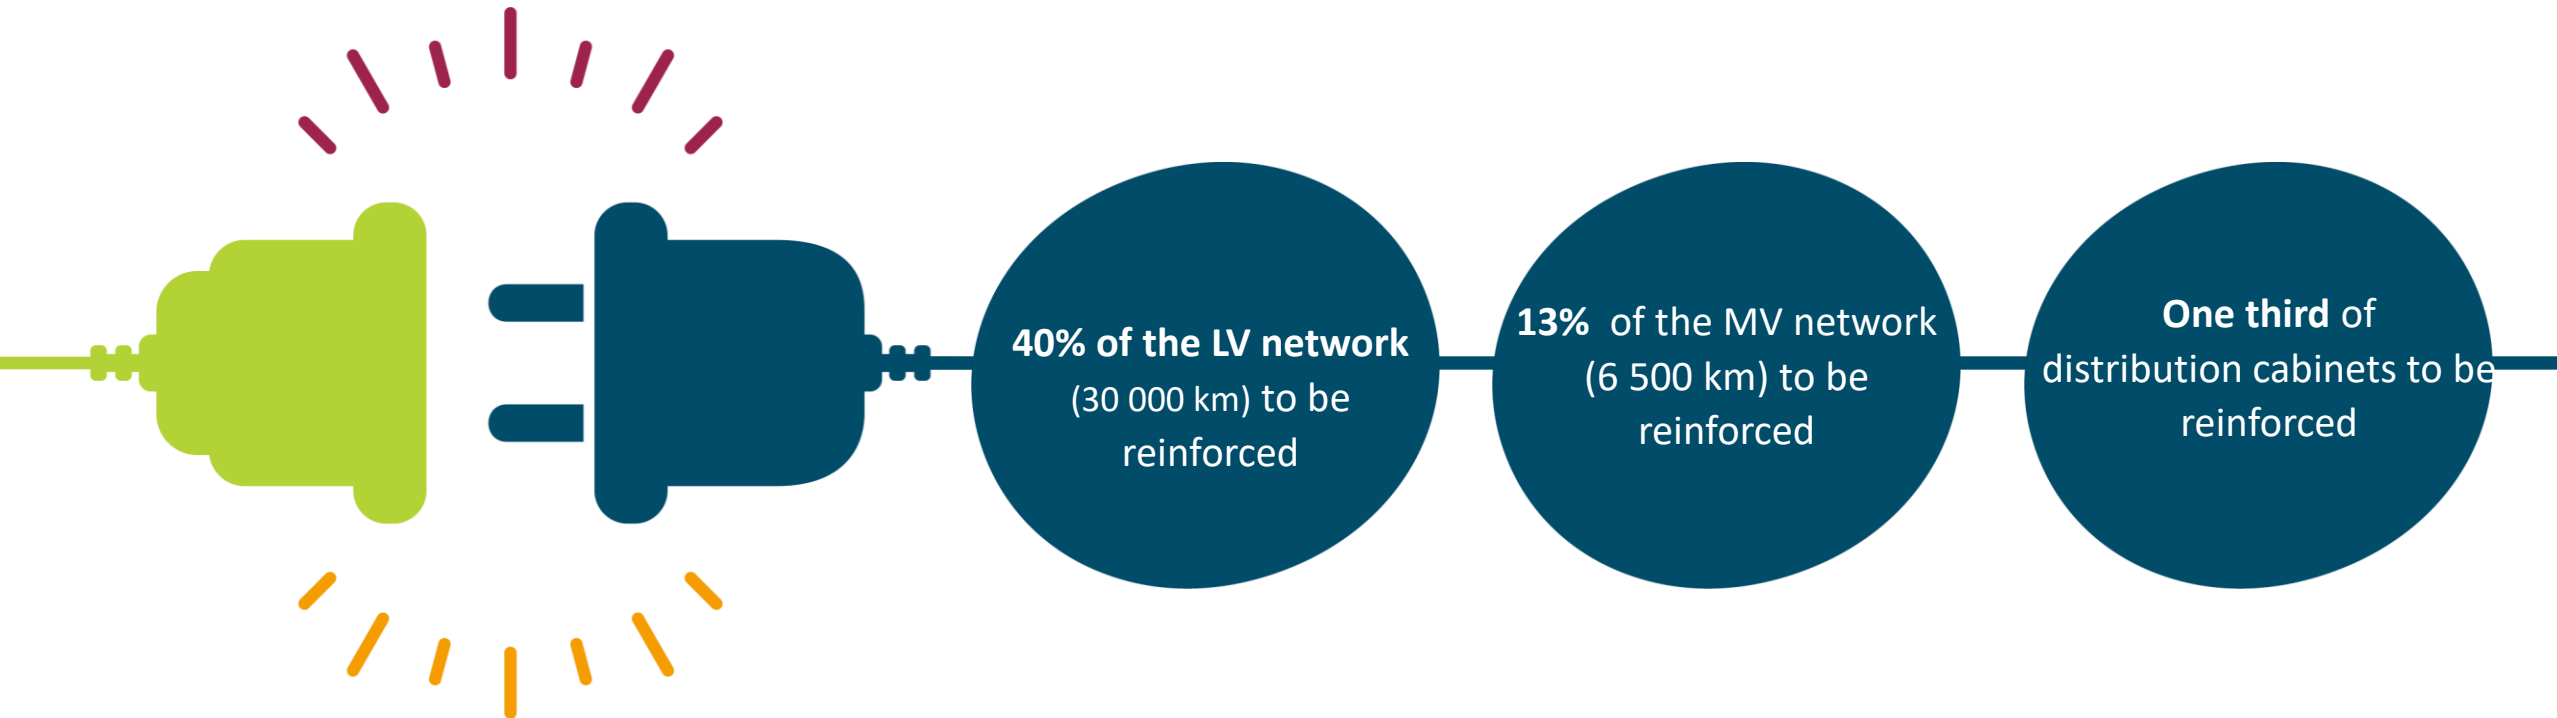 40% of the LV network
(30 000 km) to be
reinforced
13% of the MV network
(6 500 km) to be
reinforced
One third of
distribution cabinets to be
reinforced